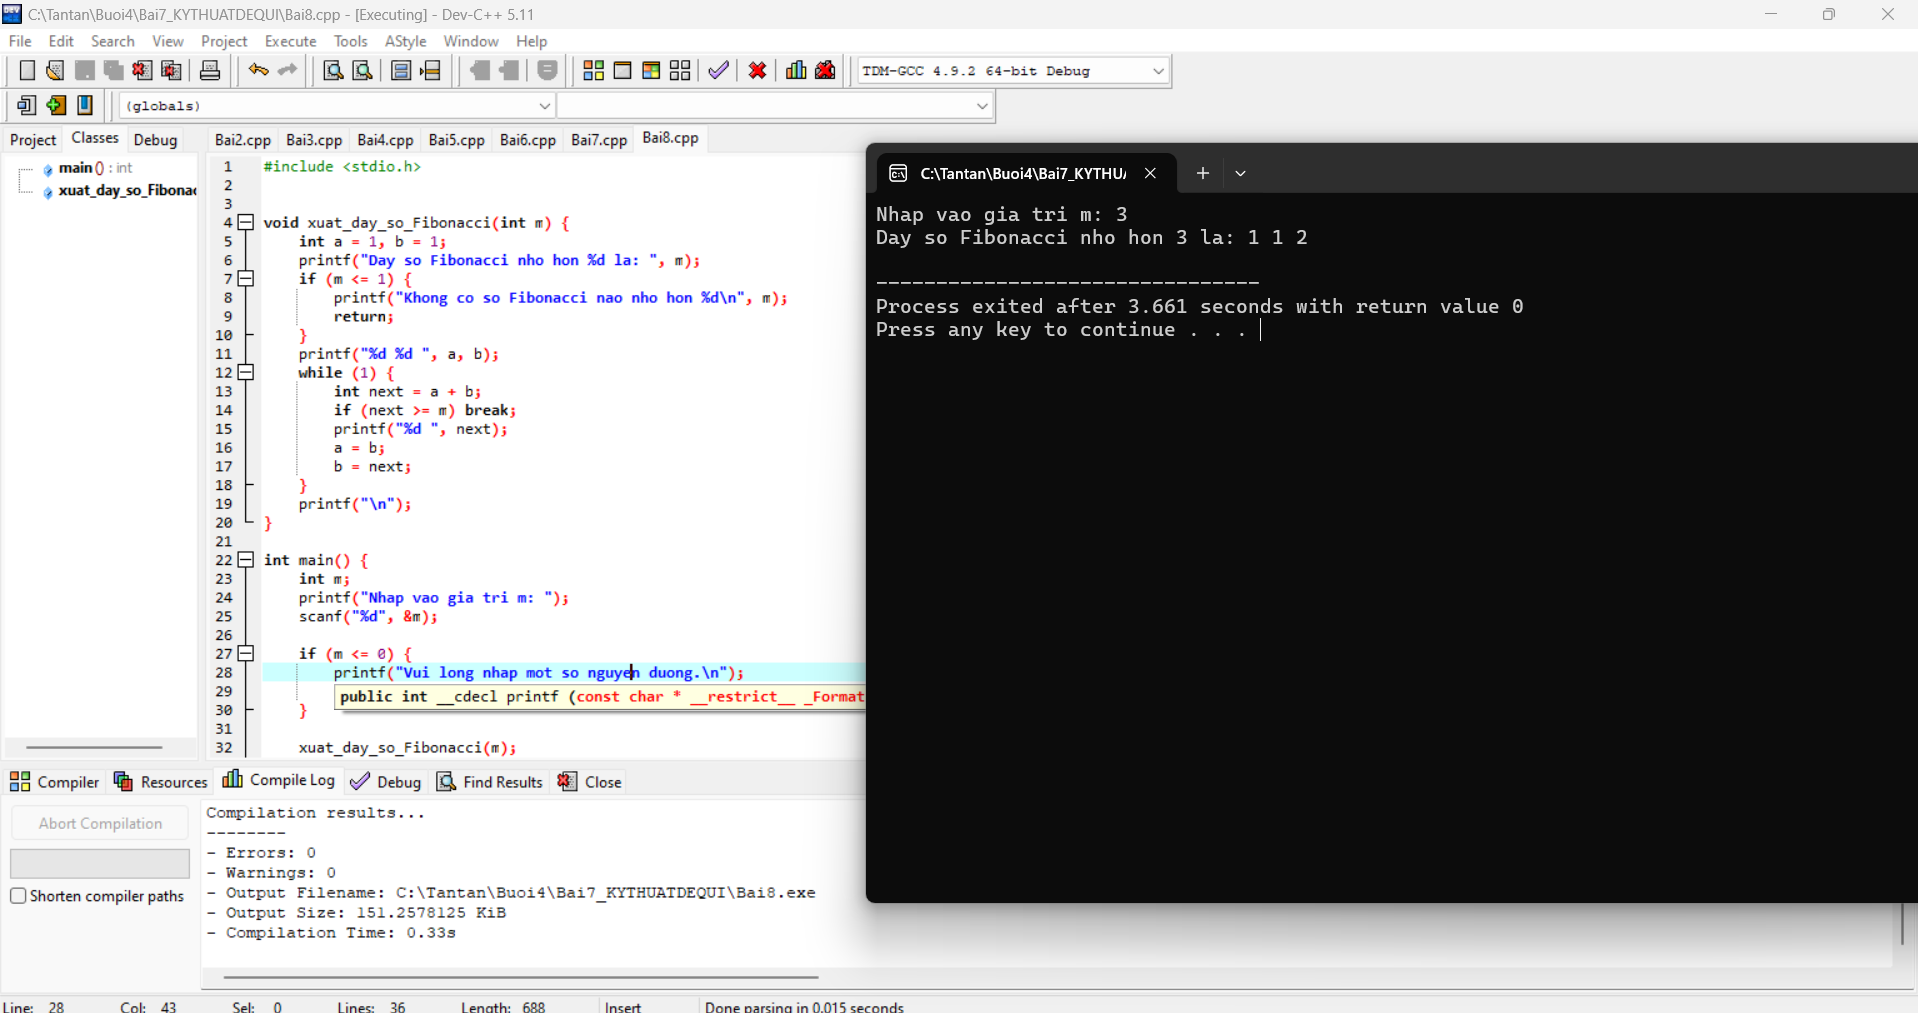 C:\Tantan\Buoi4\Bai7_KYTHUATDEQUI\Bai8.cpp - [Executing] - Dev-C++ 5.11
File Edit Search View Project Execute Tools AStyle Window Help
TDM-GCC 4.9.2 64-bit Debug
(globals)
Project Classes Debug
main () : int
xuat_day_so_Fibonac
Bai2.cpp Bai3.cpp Bai4.cpp Bai5.cpp Bai6.cpp Bai7.cpp Bai8.cpp
1 #include <stdio.h>
2
3
4 void xuat_day_so_Fibonacci(int m) {
5 int a = 1, b = 1;
6 printf("Day so Fibonacci nho hon %d la: ", m);
7 if (m <= 1) {
8 printf("Khong co so Fibonacci nao nho hon %d\n", m);
9 return;
10 }
11 printf("%d %d ", a, b);
12 while (1) {
13 int next = a + b;
14 if (next >= m) break;
15 printf("%d ", next);
16 a = b;
17 b = next;
18 }
19 printf("\n");
20 }
21
22 int main() {
23 int m;
24 printf("Nhap vao gia tri m: ");
25 scanf("%d", &m);
26
27 if (m <= 0) {
28 printf("Vui long nhap mot so nguyen duong.\n");
29
public int __cdecl printf (const char * __restrict__ _Format
30 }
31
32 xuat_day_so_Fibonacci(m);
C:\Tantan\Buoi4\Bai7_KYTHU
Nhap vao gia tri m: 3
Day so Fibonacci nho hon 3 la: 1 1 2
--------------------------------
Process exited after 3.661 seconds with return value 0
Press any key to continue . . .
Compiler Resources Compile Log Debug Find Results Close
Abort Compilation
Shorten compiler paths
Compilation results...
--------
- Errors: 0
- Warnings: 0
- Output Filename: C:\Tantan\Buoi4\Bai7_KYTHUATDEQUI\Bai8.exe
- Output Size: 151.2578125 KiB
- Compilation Time: 0.33s
Line: 28 Col: 43 Sel: 0 Lines: 36 Length: 688 Insert Done parsing in 0.015 seconds